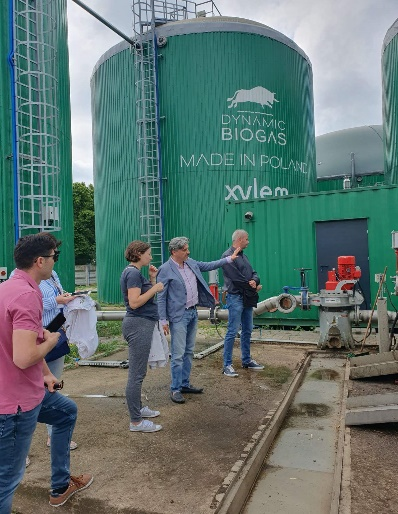 DYNAMIC
BIOGAS
MADE IN POLAND
xylem